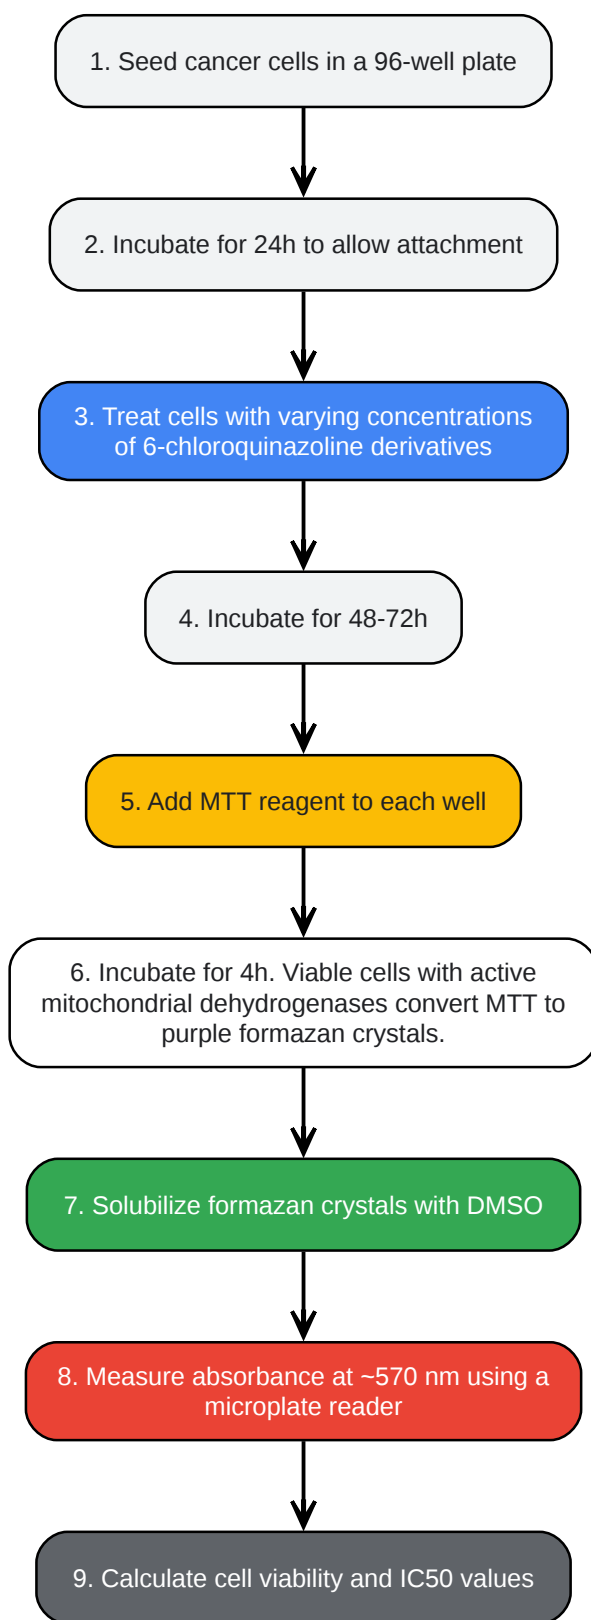 1. Seed cancer cells in a 96-well plate
2. Incubate for 24h to allow attachment
3. Treat cells with varying concentrations
of 6-chloroquinazoline derivatives
4. Incubate for 48-72h
5. Add MTT reagent to each well
6. Incubate for 4h. Viable cells with active
mitochondrial dehydrogenases convert MTT to
purple formazan crystals.
7. Solubilize formazan crystals with DMSO
8. Measure absorbance at ~570 nm using a
microplate reader
9. Calculate cell viability and IC50 values